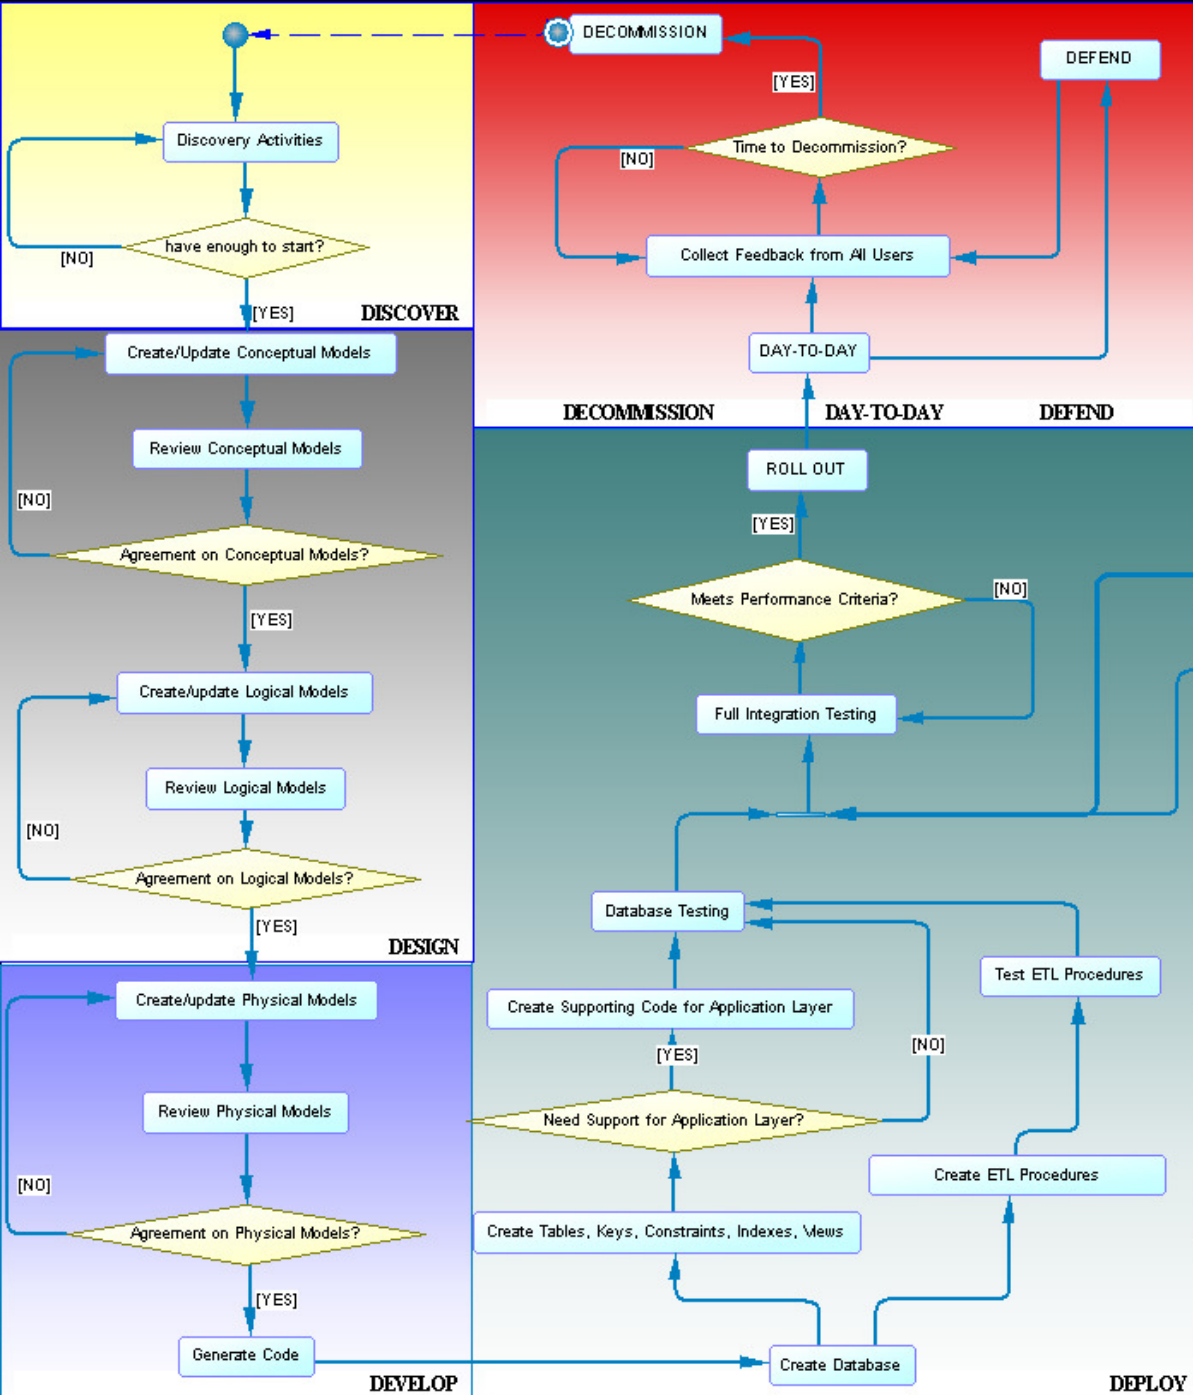 Discovery Activities
have enough to start?
[NO]
[YES]
DISCOVER
Create/Update Conceptual Models
Review Conceptual Models
[NO]
Agreement on Conceptual Models?
[YES]
Create/update Logical Models
Review Logical Models
[NO]
Agreement on Logical Models?
[YES]
DESIGN
Create/update Physical Models
Review Physical Models
[NO]
Agreement on Physical Models?
[YES]
Generate Code
DEVELOP
DECOMMISSION
DEFEND
[YES]
Time to Decommission?
[NO]
Collect Feedback from All Users
DAY-TO-DAY
DECOMMISSION DAY-TO-DAY DEFEND
ROLL OUT
[YES]
Meets Performance Criteria?
[NO]
Full Integration Testing
Database Testing
Test ETL Procedures
Create Supporting Code for Application Layer
[YES]
[NO]
Need Support for Application Layer?
Create ETL Procedures
Create Tables, Keys, Constraints, Indexes, Views
Create Database
DEPLOY